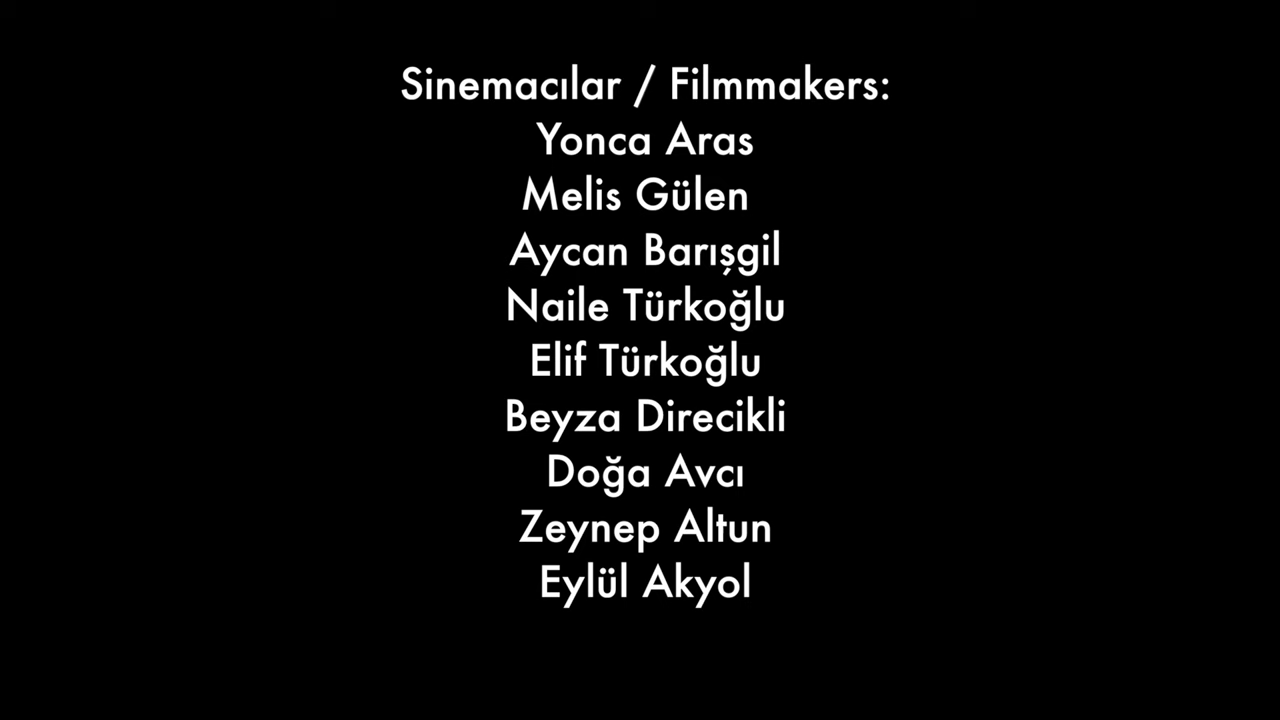 Sinemacılar / Filmmakers:
Yonca Aras
Melis Gülen
Aycan Barışgil
Naile Türkoğlu
Elif Türkoğlu
Beyza Direcikli
Doğa Avcı
Zeynep Altun
Eylül Akyol